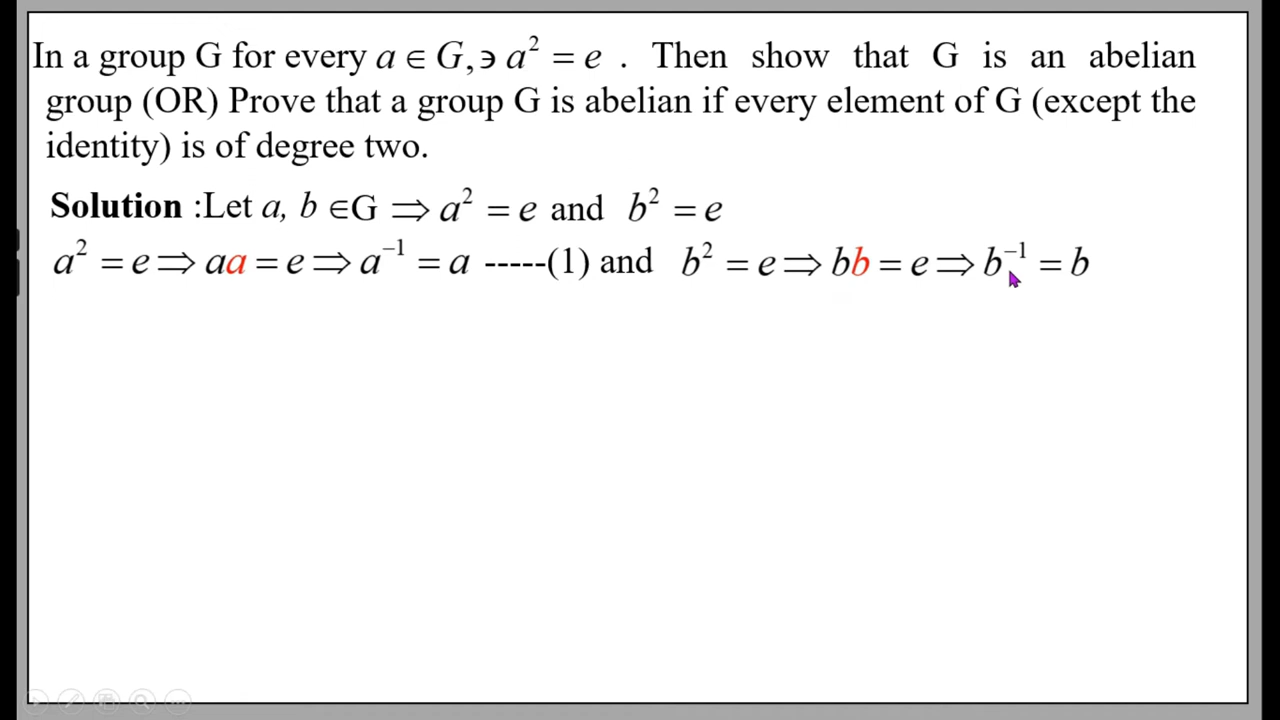 In a group G for every a ∈ G, ∋ a² = e . Then show that G is an abelian
group (OR) Prove that a group G is abelian if every element of G (except the
identity) is of degree two.
Solution :Let a, b ∈G ⟹ a² = e and b² = e
a² = e ⟹ aa = e ⟹ a⁻¹ = a -----(1) and b² = e ⟹ bb = e ⟹ b⁻¹ = b